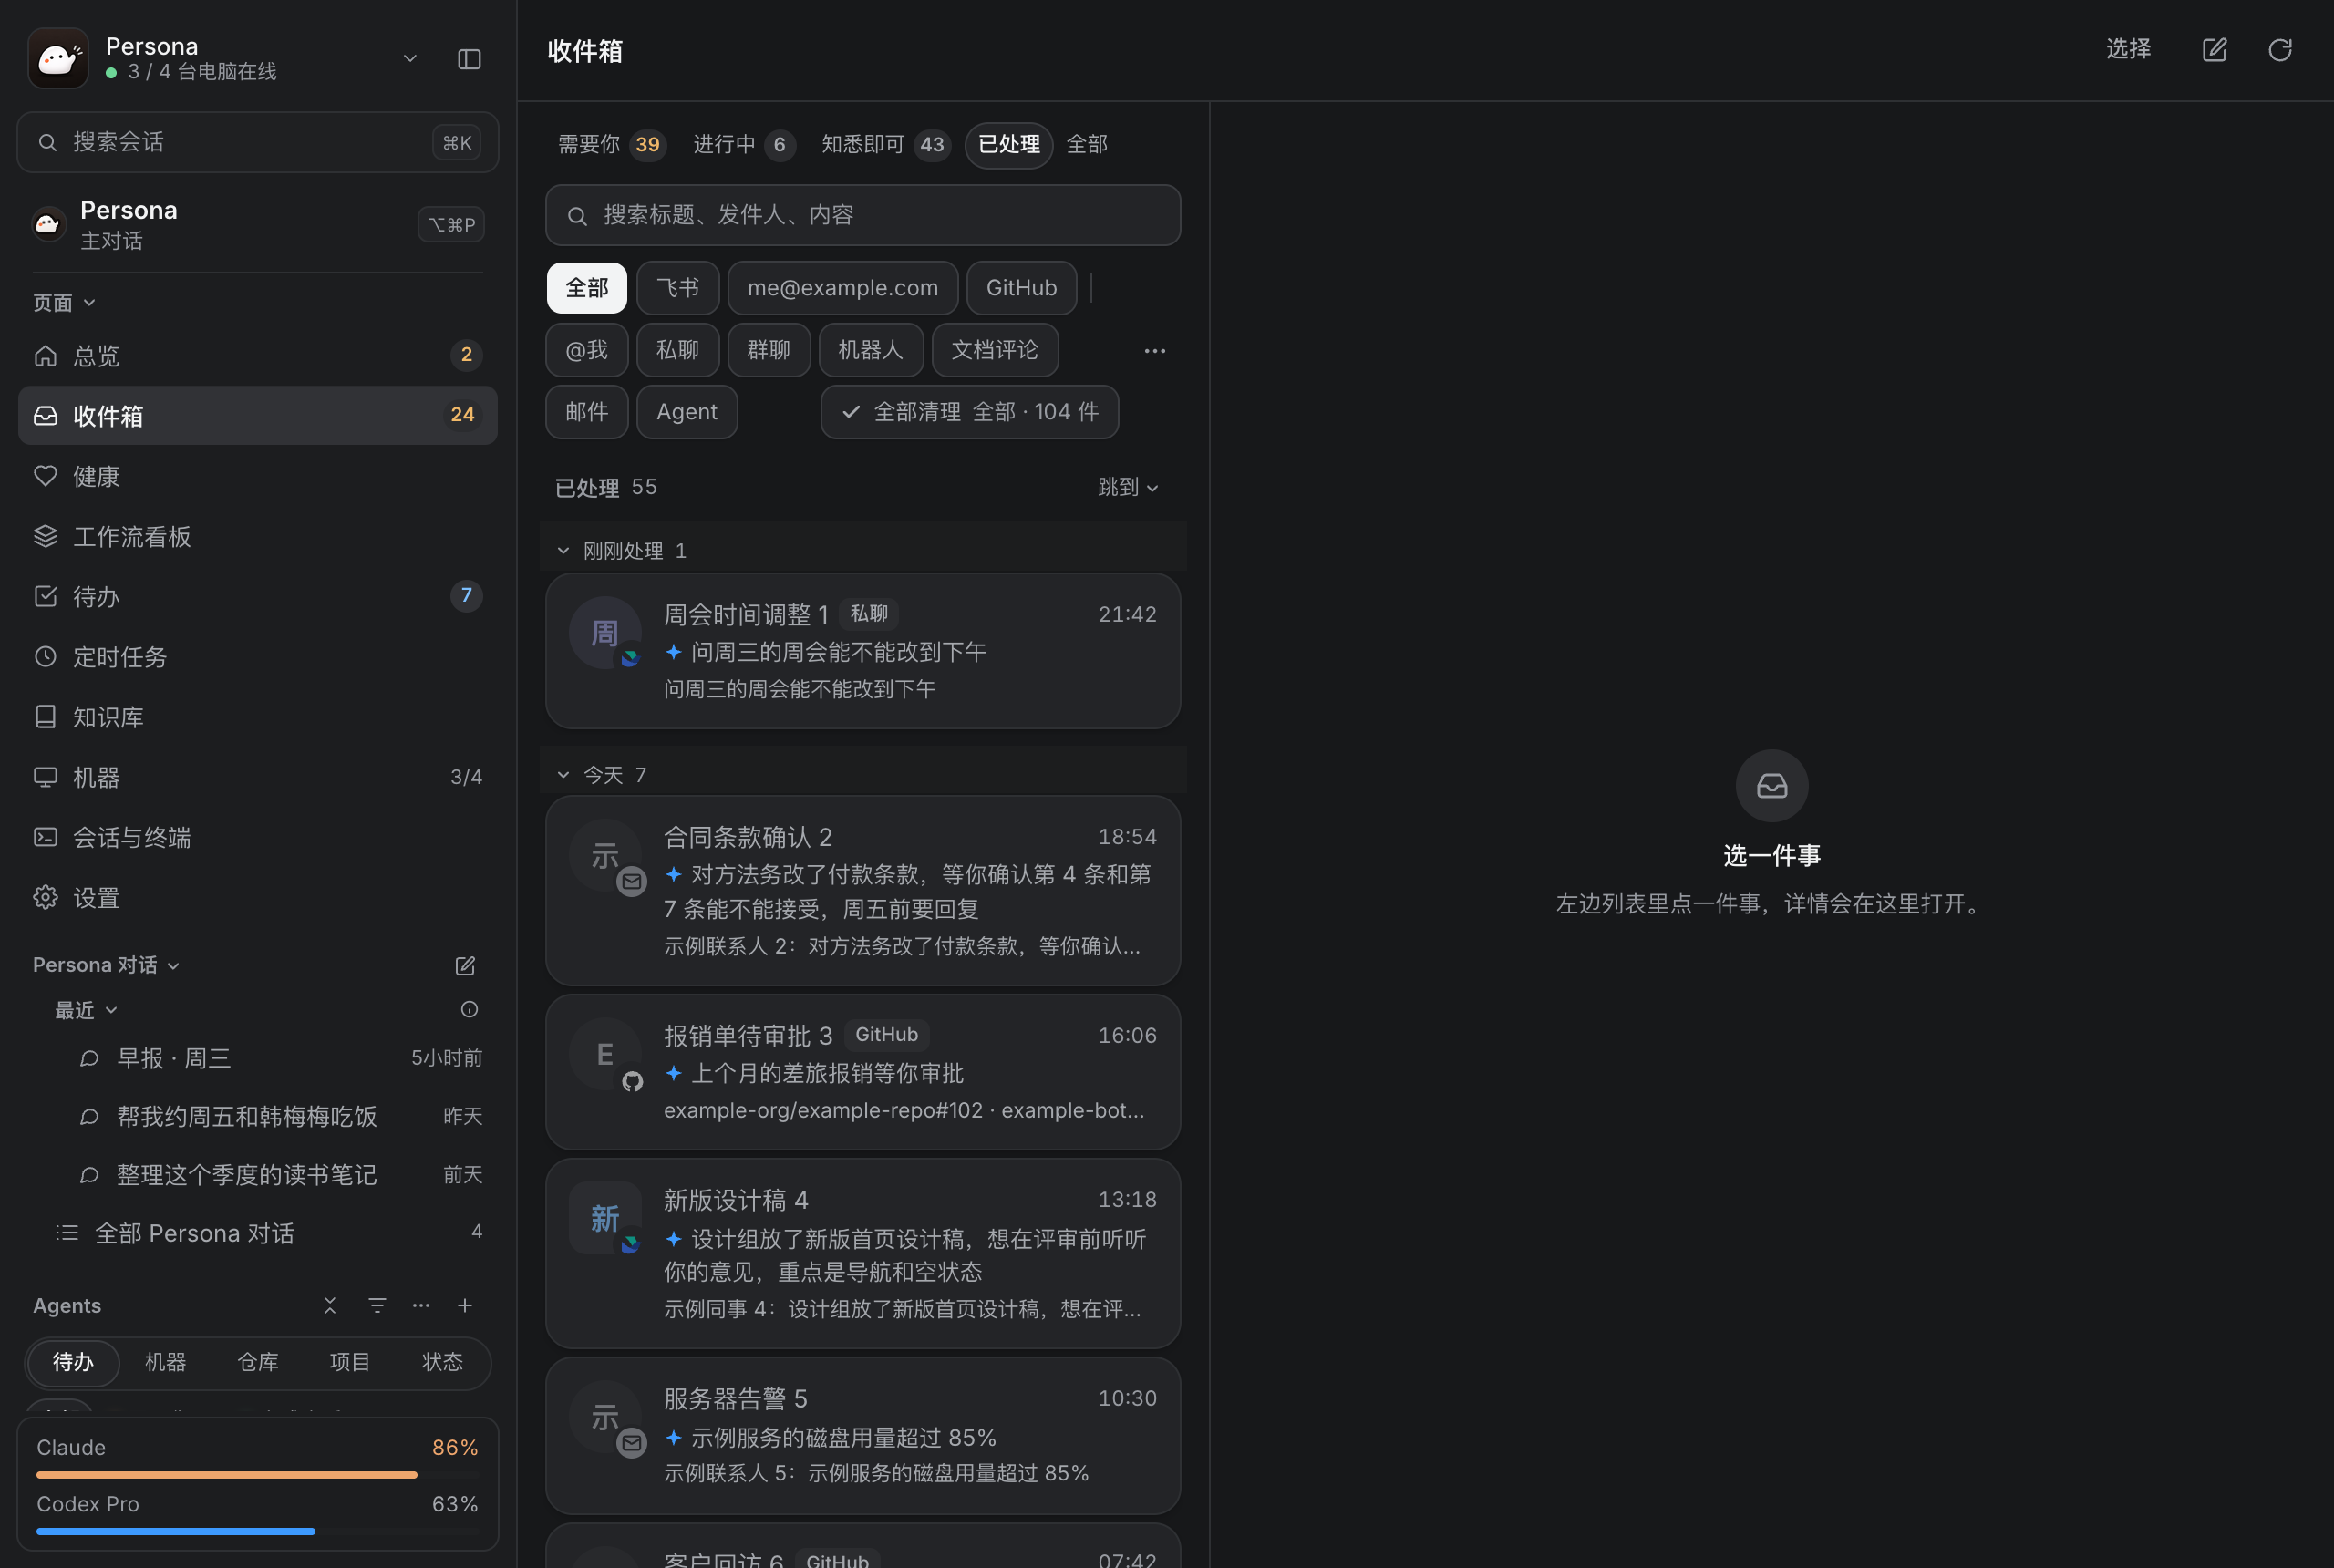 Persona
3 / 4 台电脑在线
搜索会话
⌘K
Persona
主对话
⌥⌘P
页面
总览
2
收件箱
24
健康
工作流看板
待办
7
定时任务
知识库
机器
3/4
会话与终端
设置
Persona 对话
最近
早报 · 周三
5小时前
帮我约周五和韩梅梅吃饭
昨天
整理这个季度的读书笔记
前天
全部 Persona 对话
4
Agents
待办
机器
仓库
项目
状态
Claude
86%
Codex Pro
63%
收件箱
选择
需要你 39
进行中 6
知悉即可 43
已处理
全部
搜索标题、发件人、内容
全部
飞书
me@example.com
GitHub
@我
私聊
群聊
机器人
文档评论
邮件
Agent
全部清理 全部 · 104 件
已处理 55
跳到
刚刚处理 1
周
周会时间调整 1 私聊
21:42
问周三的周会能不能改到下午
问周三的周会能不能改到下午
今天 7
示
合同条款确认 2
18:54
对方法务改了付款条款，等你确认第 4 条和第
7 条能不能接受，周五前要回复
示例联系人 2：对方法务改了付款条款，等你确认...
E
报销单待审批 3 GitHub
16:06
上个月的差旅报销等你审批
example-org/example-repo#102 · example-bot...
新
新版设计稿 4
13:18
设计组放了新版首页设计稿，想在评审前听听
你的意见，重点是导航和空状态
示例同事 4：设计组放了新版首页设计稿，想在评...
示
服务器告警 5
10:30
示例服务的磁盘用量超过 85%
示例联系人 5：示例服务的磁盘用量超过 85%
客户回访 6 GitHub
07:42
选一件事
左边列表里点一件事，详情会在这里打开。